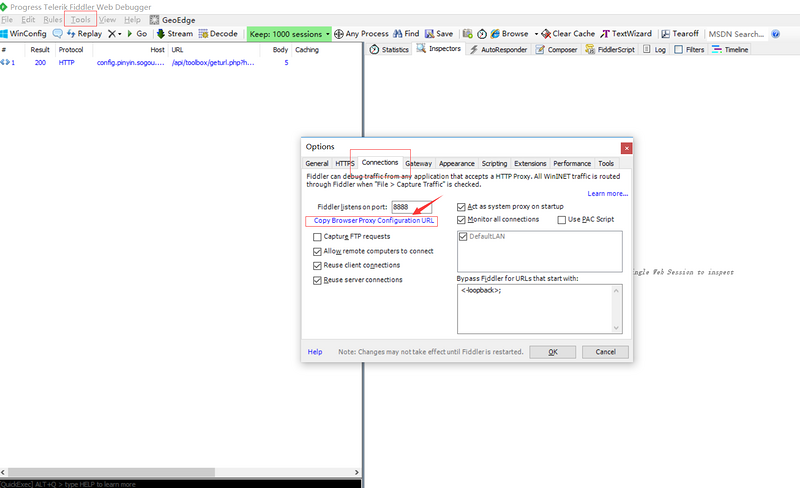 Progress Telerik Fiddler Web Debugger
File Edit Rules Tools View Help GeoEdge
WinConfig Replay Go Stream Decode Keep: 1000 sessions Any Process Find Save Browse Clear Cache TextWizard Tearoff MSDN Search...
# Result Protocol Host URL Body Caching
1 200 HTTP config.pinyin.sogou.... /api/toolbox/geturl.php?h... 5
Statistics Inspectors AutoResponder Composer FiddlerScript Log Filters Timeline
Options
General HTTPS Connections Gateway Appearance Scripting Extensions Performance Tools
Fiddler can debug traffic from any application that accepts a HTTP Proxy. All WinINET traffic is routed
through Fiddler when "File > Capture Traffic" is checked.
Learn more...
Fiddler listens on port: 8888
Copy Browser Proxy Configuration URL
Capture FTP requests
Allow remote computers to connect
Reuse client connections
Reuse server connections
Act as system proxy on startup
Monitor all connections Use PAC Script
DefaultLAN
Bypass Fiddler for URLs that start with:
<-loopback>;
ingle Web Session to inspect
Help Note: Changes may not take effect until Fiddler is restarted. OK Cancel
[QuickExec] ALT+Q > type HELP to learn more